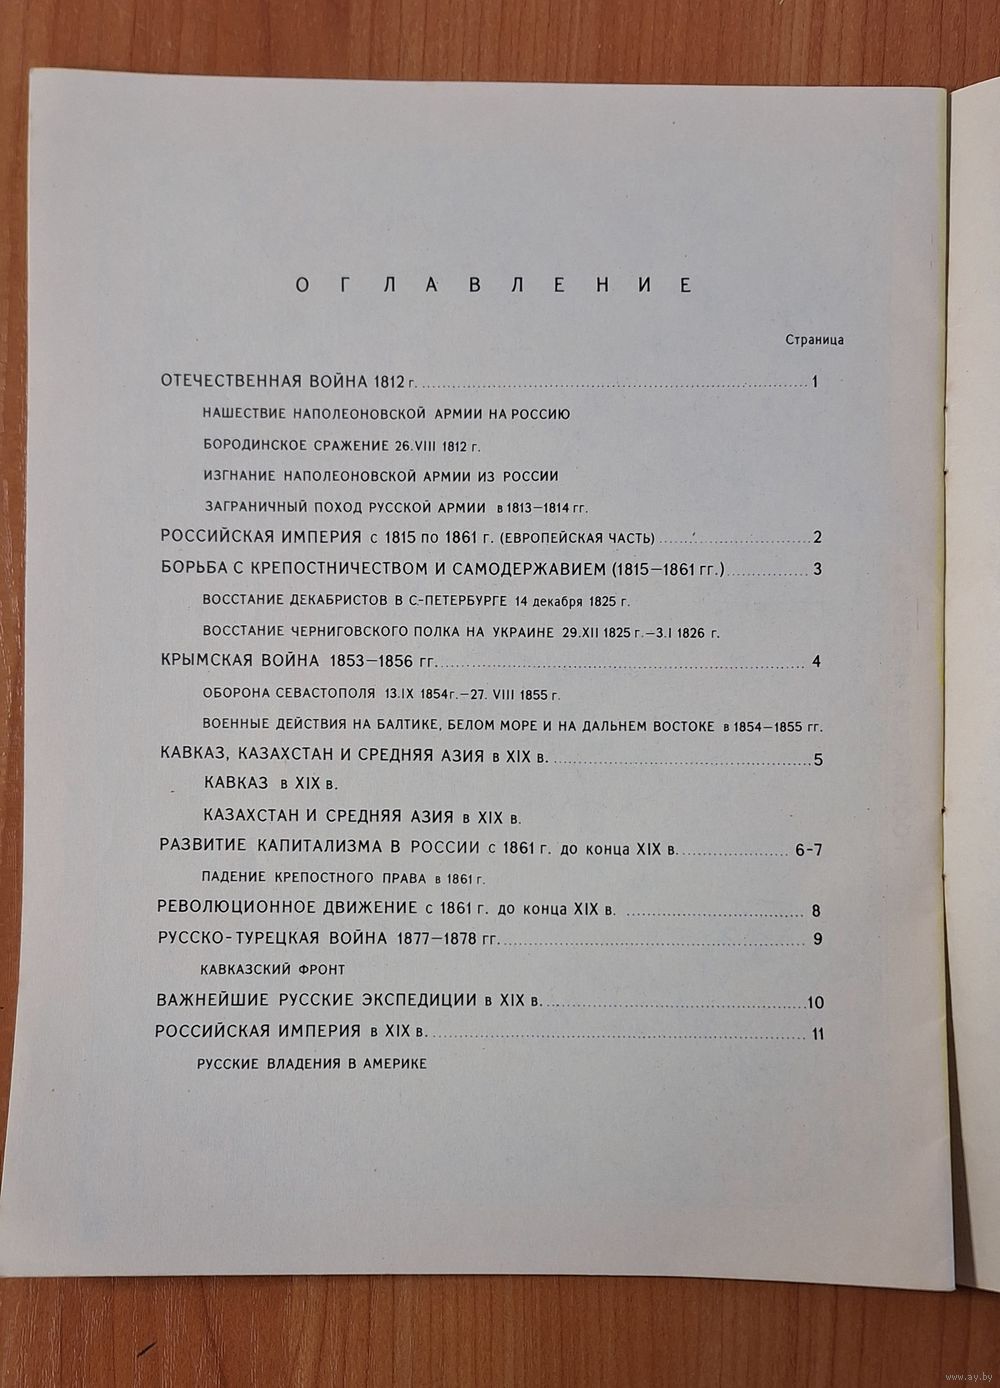 ОГЛАВЛЕНИЕ
Страница
ОТЕЧЕСТВЕННАЯ ВОЙНА 1812 г. 1
НАШЕСТВИЕ НАПОЛЕОНОВСКОЙ АРМИИ НА РОССИЮ
БОРОДИНСКОЕ СРАЖЕНИЕ 26.VIII 1812 г.
ИЗГНАНИЕ НАПОЛЕОНОВСКОЙ АРМИИ ИЗ РОССИИ
ЗАГРАНИЧНЫЙ ПОХОД РУССКОЙ АРМИИ в 1813—1814 гг.
РОССИЙСКАЯ ИМПЕРИЯ с 1815 по 1861 г. (ЕВРОПЕЙСКАЯ ЧАСТЬ) 2
БОРЬБА С КРЕПОСТНИЧЕСТВОМ И САМОДЕРЖАВИЕМ (1815—1861 гг.) 3
ВОССТАНИЕ ДЕКАБРИСТОВ В С.-ПЕТЕРБУРГЕ 14 декабря 1825 г.
ВОССТАНИЕ ЧЕРНИГОВСКОГО ПОЛКА НА УКРАИНЕ 29.XII 1825 г.—3.I 1826 г.
КРЫМСКАЯ ВОЙНА 1853—1856 гг. 4
ОБОРОНА СЕВАСТОПОЛЯ 13.IX 1854г.—27. VIII 1855 г.
ВОЕННЫЕ ДЕЙСТВИЯ НА БАЛТИКЕ, БЕЛОМ МОРЕ И НА ДАЛЬНЕМ ВОСТОКЕ в 1854—1855 гг.
КАВКАЗ, КАЗАХСТАН И СРЕДНЯЯ АЗИЯ в XIX в. 5
КАВКАЗ в XIX в.
КАЗАХСТАН И СРЕДНЯЯ АЗИЯ в XIX в.
РАЗВИТИЕ КАПИТАЛИЗМА В РОССИИ с 1861 г. до конца XIX в. 6-7
ПАДЕНИЕ КРЕПОСТНОГО ПРАВА в 1861 г.
РЕВОЛЮЦИОННОЕ ДВИЖЕНИЕ с 1861 г. до конца XIX в. 8
РУССКО-ТУРЕЦКАЯ ВОЙНА 1877—1878 гг. 9
КАВКАЗСКИЙ ФРОНТ
ВАЖНЕЙШИЕ РУССКИЕ ЭКСПЕДИЦИИ в XIX в. 10
РОССИЙСКАЯ ИМПЕРИЯ в XIX в. 11
РУССКИЕ ВЛАДЕНИЯ В АМЕРИКЕ
www.ay.by